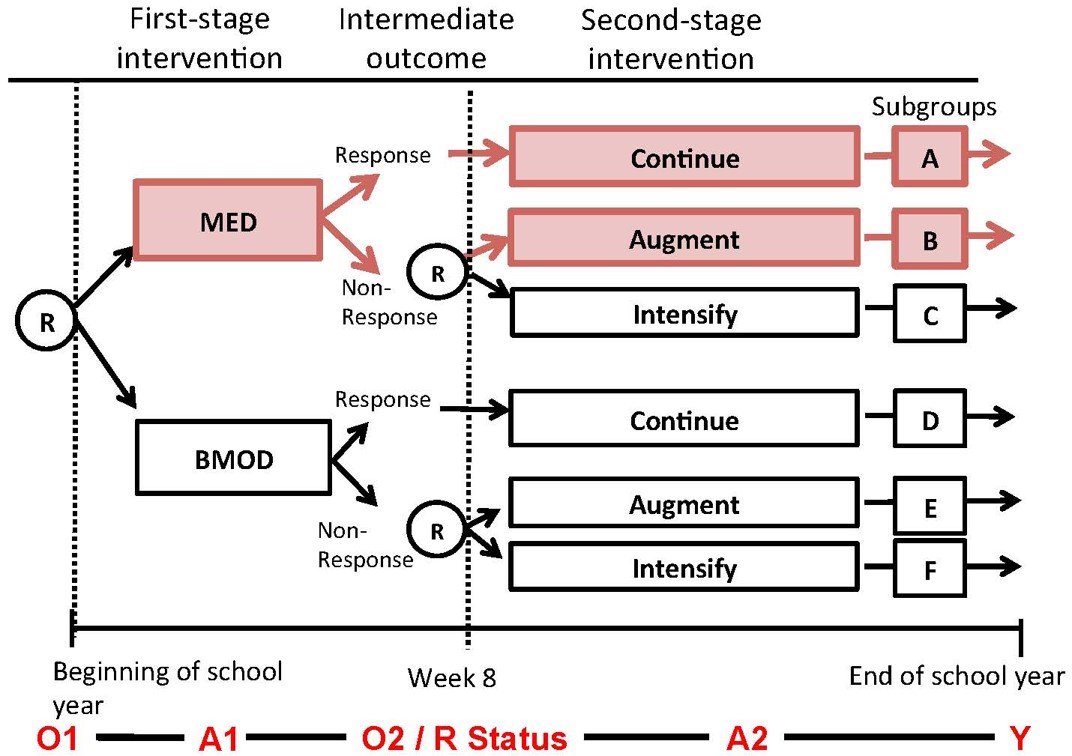 First-stage intervention
Intermediate outcome
Second-stage intervention
Subgroups
Response
Continue
A
MED
Augment
B
R
Non-
Response
Intensify
C
R
Response
Continue
D
BMOD
Augment
E
Non-
Response
R
Intensify
F
Beginning of school
year
Week 8
End of school year
O1
A1
O2 / R Status
A2
Y